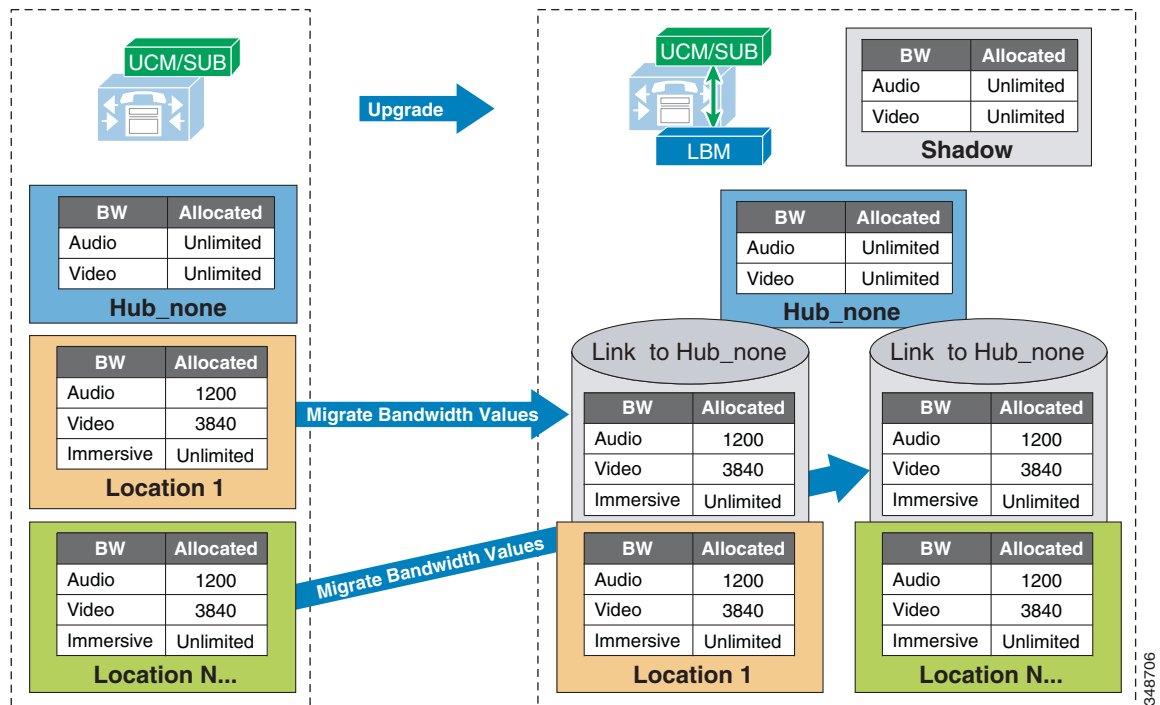 UCM/SUB
BW Allocated
Audio Unlimited
Video Unlimited
Hub_none
BW Allocated
Audio 1200
Video 3840
Immersive Unlimited
Location 1
BW Allocated
Audio 1200
Video 3840
Immersive Unlimited
Location N...
Upgrade
Migrate Bandwidth Values
Migrate Bandwidth Values
UCM/SUB
LBM
BW Allocated
Audio Unlimited
Video Unlimited
Shadow
BW Allocated
Audio Unlimited
Video Unlimited
Hub_none
Link to Hub_none
BW Allocated
Audio 1200
Video 3840
Immersive Unlimited
BW Allocated
Audio 1200
Video 3840
Immersive Unlimited
Location 1
Link to Hub_none
BW Allocated
Audio 1200
Video 3840
Immersive Unlimited
BW Allocated
Audio 1200
Video 3840
Immersive Unlimited
Location N...
348706